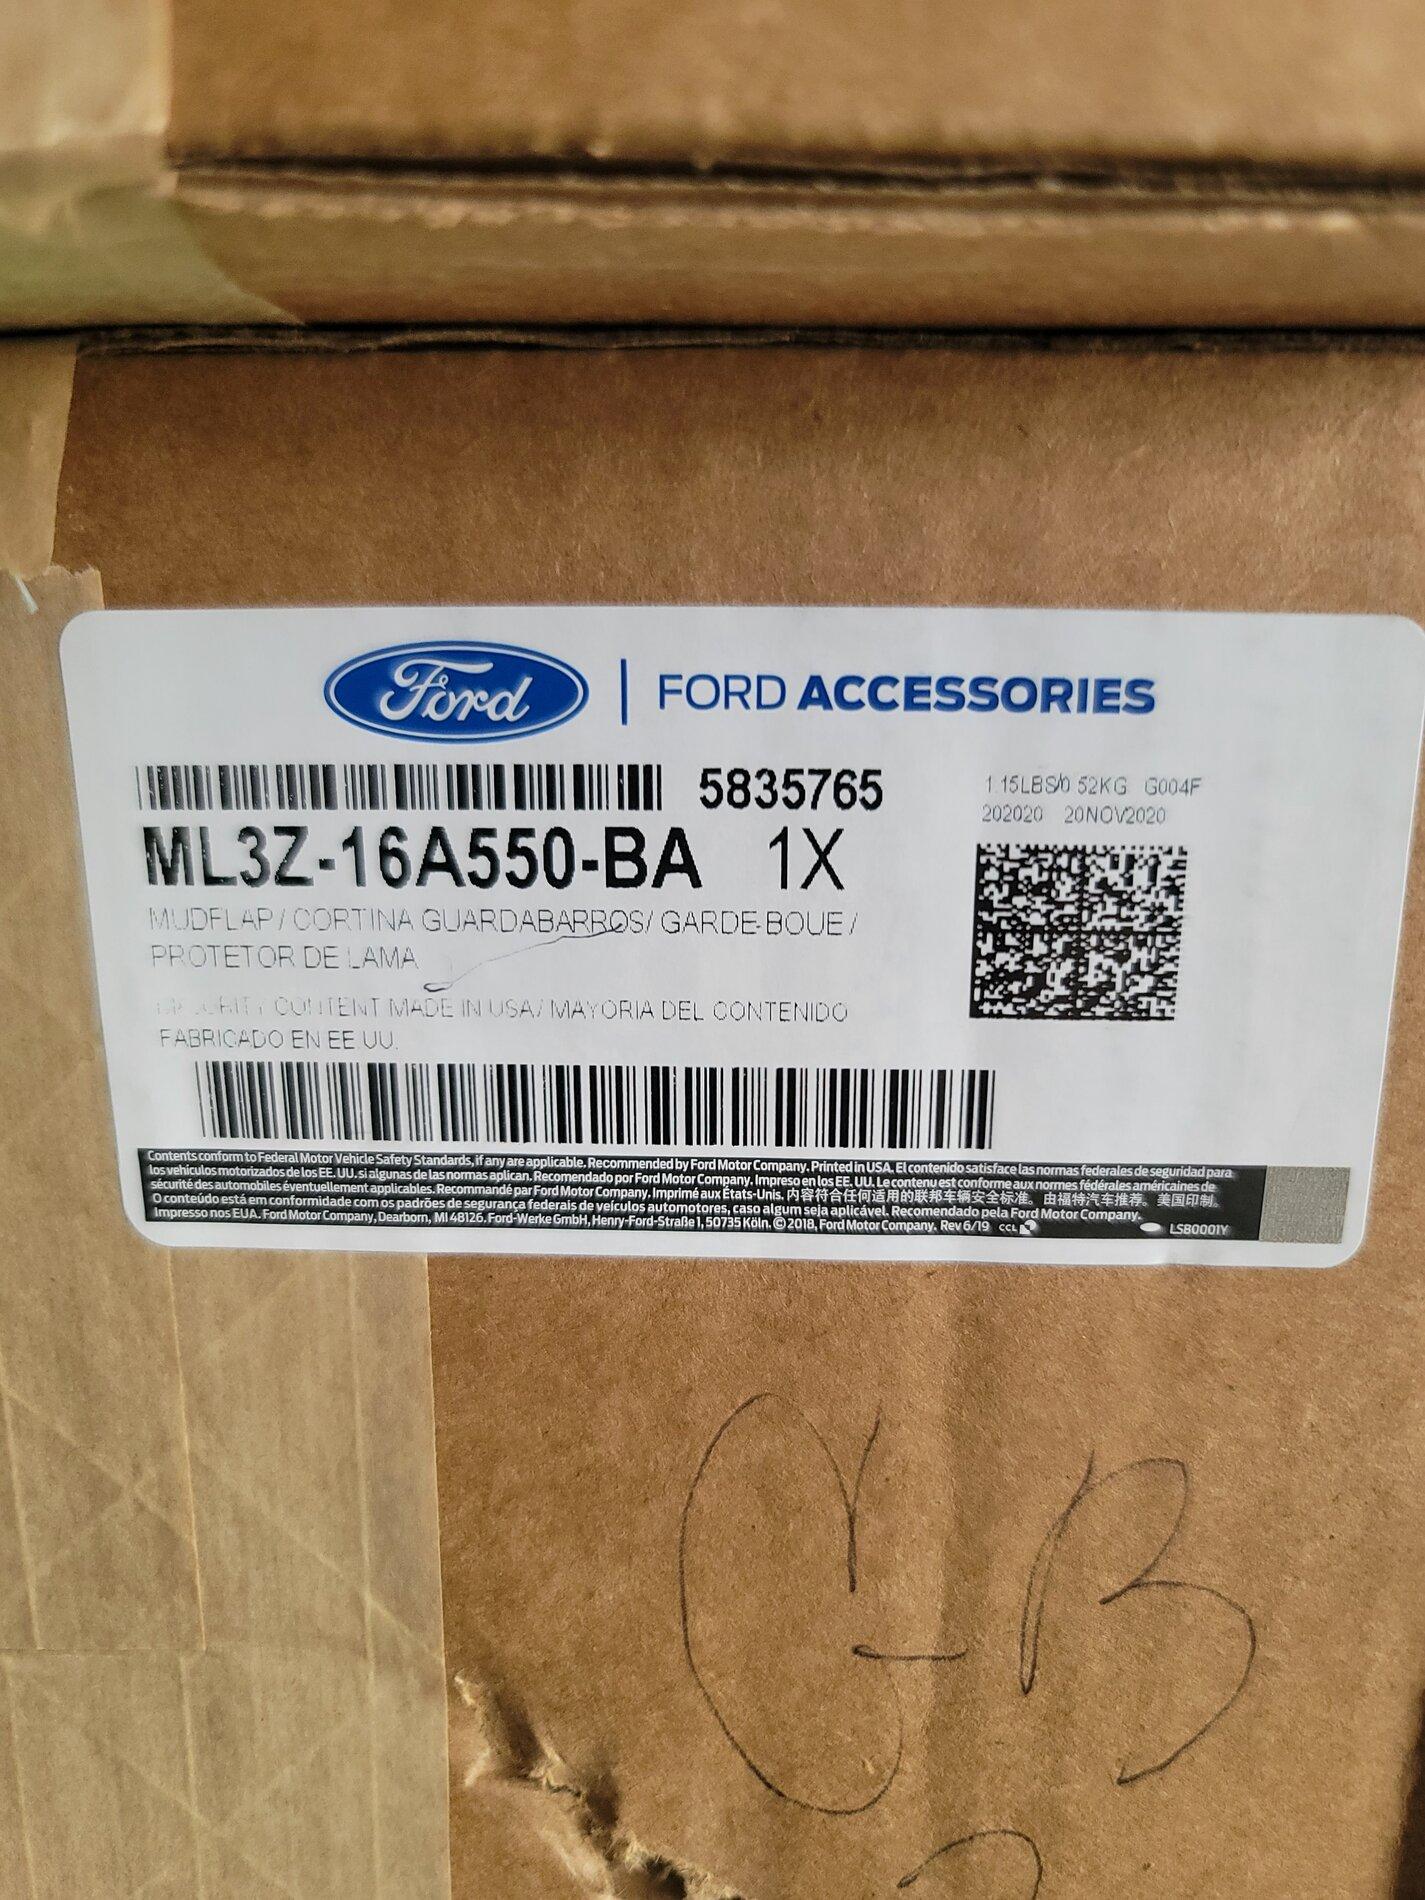 Ford | FORD ACCESSORIES
5835765
1.15LBS/0.52KG G004F
202020 20NOV2020
ML3Z-16A550-BA 1X
MUDFLAP/ CORTINA GUARDABARROS/ GARDE-BOUE/
PROTETOR DE LAMA
CONTENT MADE IN USA/ MAYORIA DEL CONTENIDO
FABRICADO EN EE.UU.
Contents conform to Federal Motor Vehicle Safety Standards, if any are applicable. Recommended by Ford Motor Company. Printed in USA. El contenido satisface las normas federales de seguridad para
los vehículos motorizados de los EE. UU. si algunas de las normas aplican. Recomendado por Ford Motor Company. Impreso en los EE. UU. Le contenu est conforme aux normes fédérales américaines de
sécurité des automobiles éventuellement applicables. Recommandé par Ford Motor Company. Imprimé aux États-Unis. 内容符合任何适用的联邦车辆安全标准。由福特汽车推荐。美国印制。
O conteúdo está em conformidade com os padrões de segurança federais de veículos automotores, caso algum seja aplicável. Recomendado pela Ford Motor Company.
Impresso nos EUA. Ford Motor Company, Dearborn, MI 48126. Ford-Werke GmbH, Henry-Ford-Straße 1, 50735 Köln. © 2018, Ford Motor Company. Rev 6/19 CCL LSB0001Y
G-B